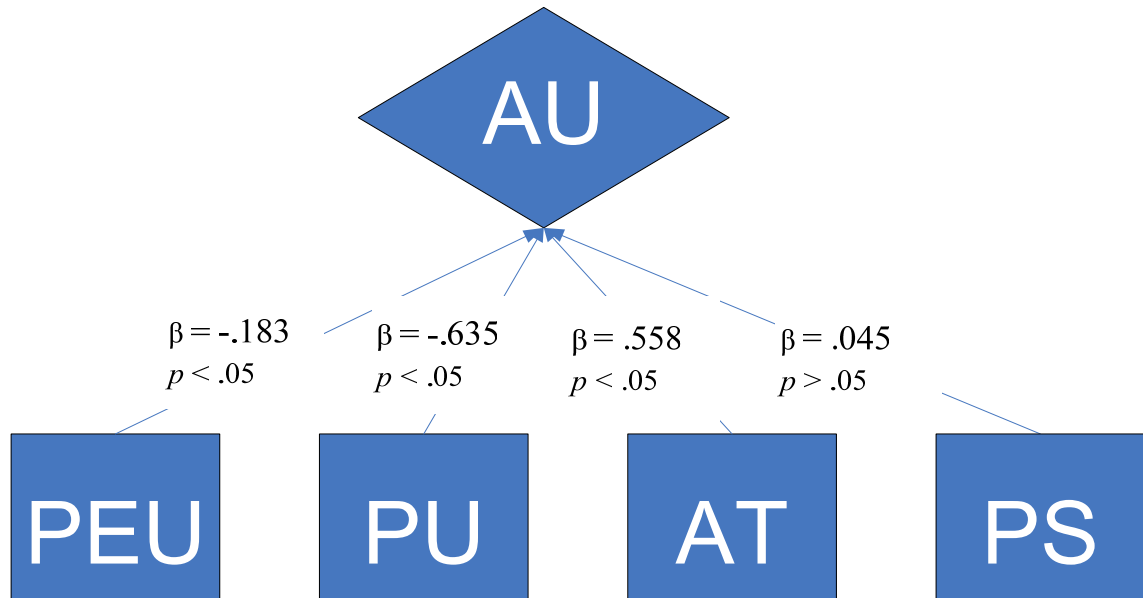 AU
β = -.183
p < .05
β = -.635
p < .05
β = .558
p < .05
β = .045
p > .05
PEU
PU
AT
PS